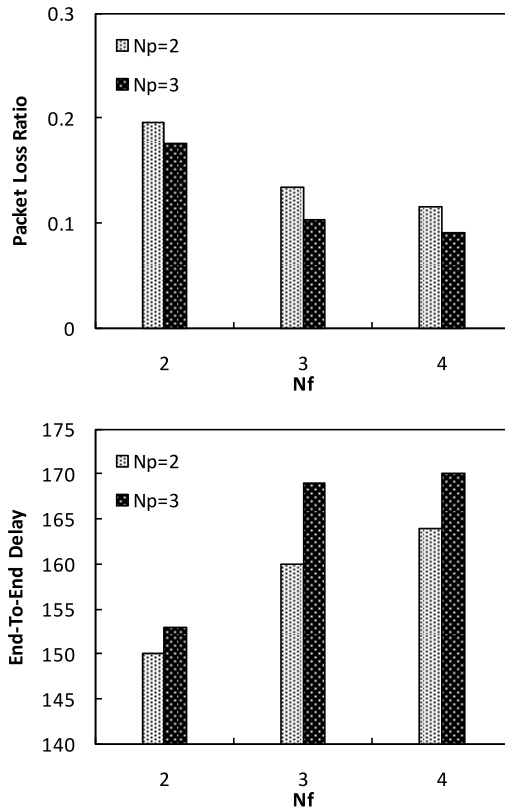 0.3
Np=2
Np=3
0.2
0.1
0
Packet Loss Ratio
2 3 4
Nf
175
Np=2
170
Np=3
165
160
155
150
145
140
End-To-End Delay
2 3 4
Nf